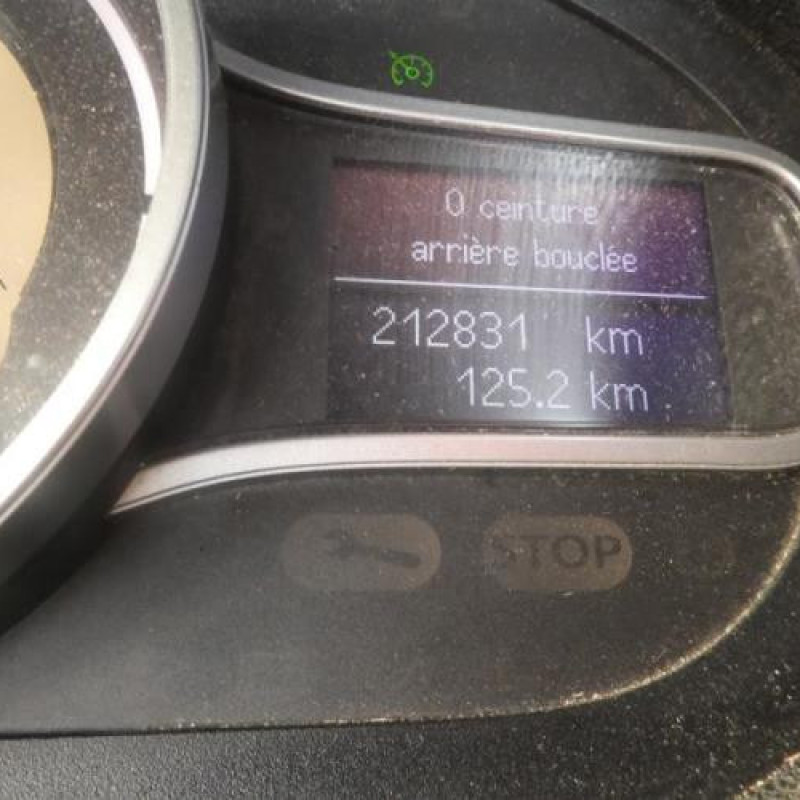 0 ceinture
arrière bouclée
212831 km
125.2 km
STOP